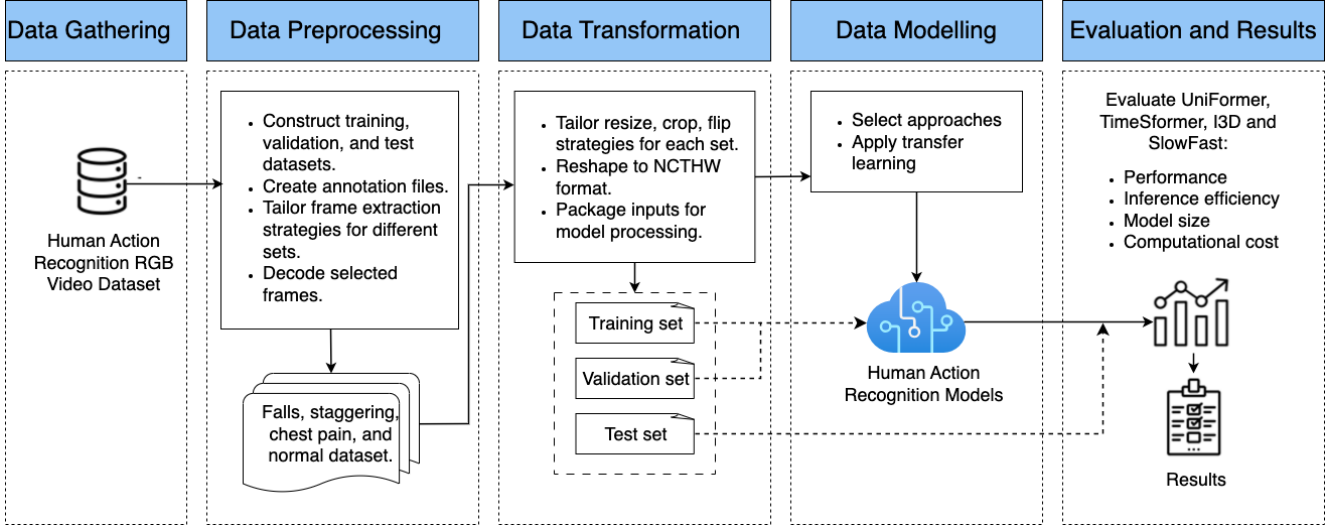 Data Gathering
Data Preprocessing
Data Transformation
Data Modelling
Evaluation and Results
Human Action
Recognition RGB
Video Dataset
• Construct training,
validation, and test
datasets.
• Create annotation files.
• Tailor frame extraction
strategies for different
sets.
• Decode selected
frames.
Falls, staggering,
chest pain, and
normal dataset.
• Tailor resize, crop, flip
strategies for each set.
• Reshape to NCTHW
format.
• Package inputs for
model processing.
Training set
Validation set
Test set
• Select approaches
• Apply transfer
learning
Human Action
Recognition Models
Evaluate UniFormer,
TimeSformer, I3D and
SlowFast:
• Performance
• Inference efficiency
• Model size
• Computational cost
Results